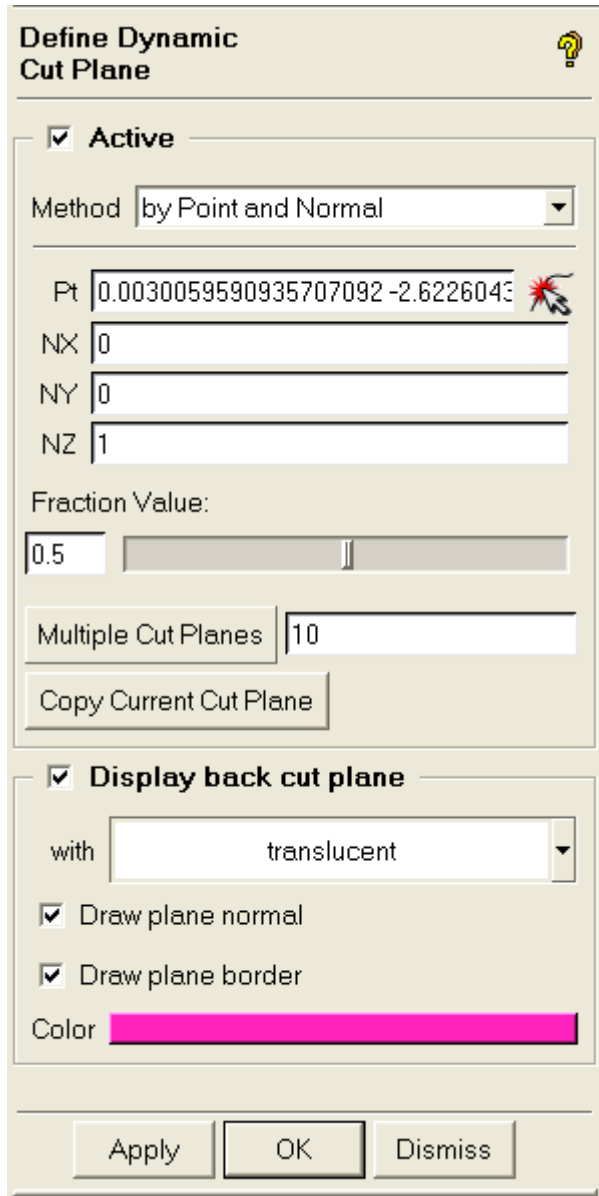 Define Dynamic
Cut Plane
Active
Method by Point and Normal
Pt 0.0030059590935707092 -2.6226043
NX 0
NY 0
NZ 1
Fraction Value:
0.5
Multiple Cut Planes 10
Copy Current Cut Plane
Display back cut plane
with translucent
Draw plane normal
Draw plane border
Color
Apply OK Dismiss